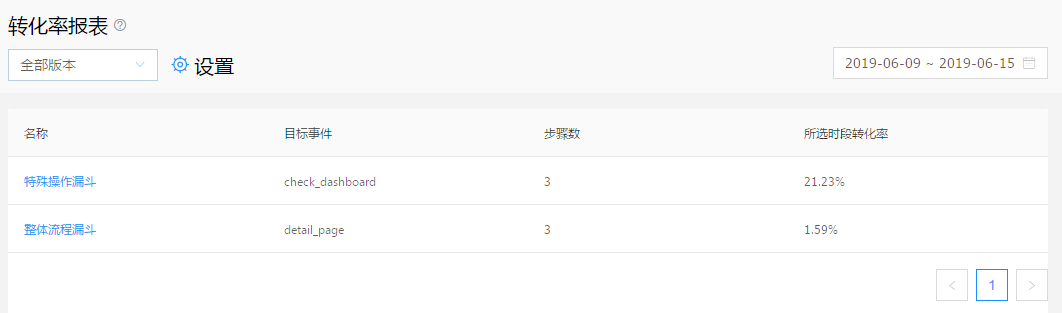 转化率报表
全部版本 设置 2019-06-09 ~ 2019-06-15
名称 目标事件 步骤数 所选时段转化率
特殊操作漏斗 check_dashboard 3 21.23%
整体流程漏斗 detail_page 3 1.59%
1